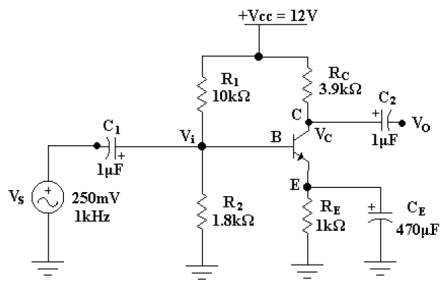 +Vcc = 12V
R1
10kΩ
RC
3.9kΩ
C1
1μF
+
Vi
B
C
VC
C2
+
1μF
VO
VS
250mV
1kHz
R2
1.8kΩ
E
RE
1kΩ
+
CE
470μF